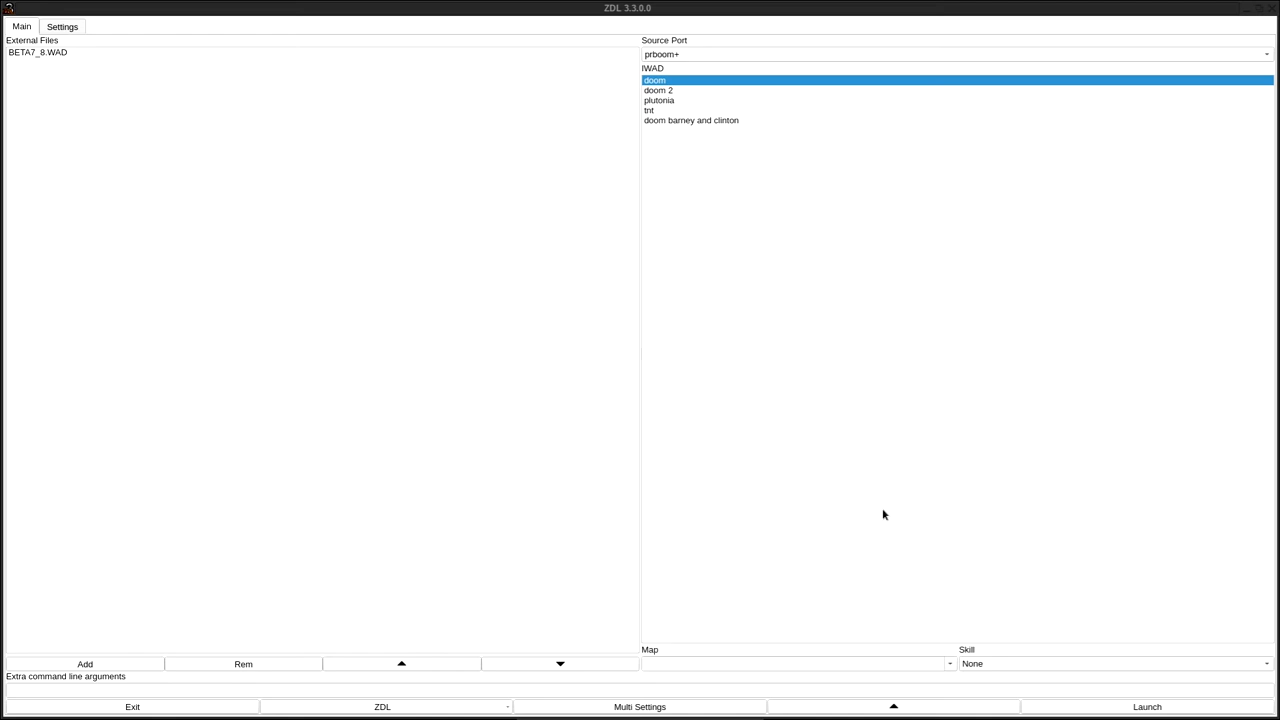 ZDL 3.3.0.0
Main Settings
External Files
BETA7_8.WAD
Source Port
prboom+
IWAD
doom
doom 2
plutonia
tnt
doom barney and clinton
Map Skill
None
Add Rem
Extra command line arguments
Exit ZDL Multi Settings Launch